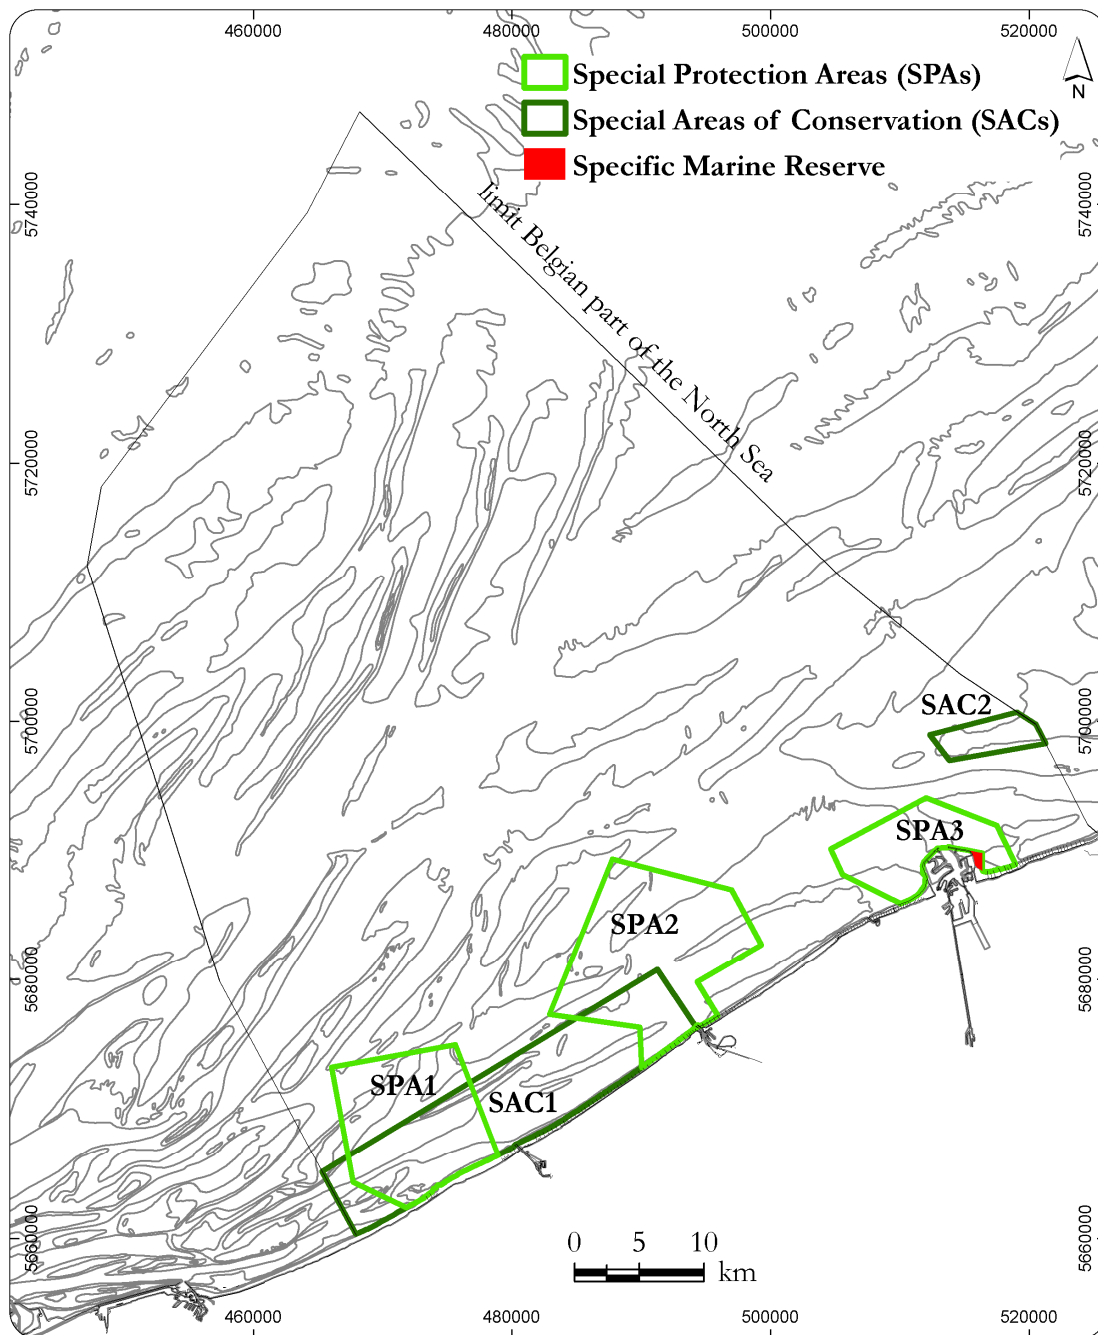 460000
480000
500000
520000
Special Protection Areas (SPAs)
Special Areas of Conservation (SACs)
Specific Marine Reserve
N
5740000
5740000
limit Belgian part of the North Sea
5720000
5720000
5700000
5700000
SAC2
SPA3
SPA2
5680000
5680000
SPA1
SAC1
5660000
5660000
0 5 10
km
460000
480000
500000
520000